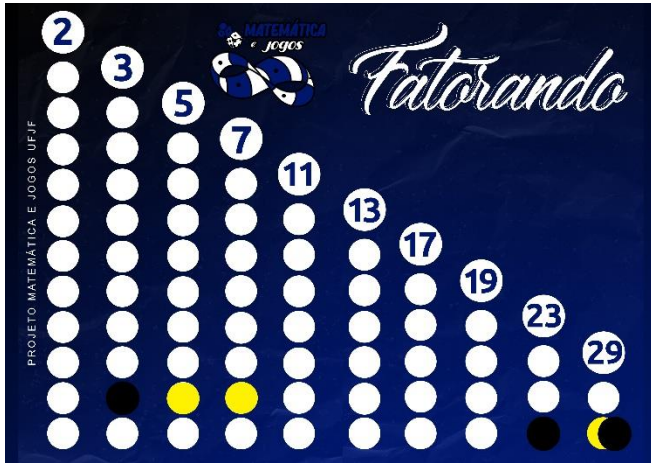 MATEMÁTICA
e JOGOS
Fatorando
PROJETO MATEMÁTICA E JOGOS UFJF
2
3
5
7
11
13
17
19
23
29